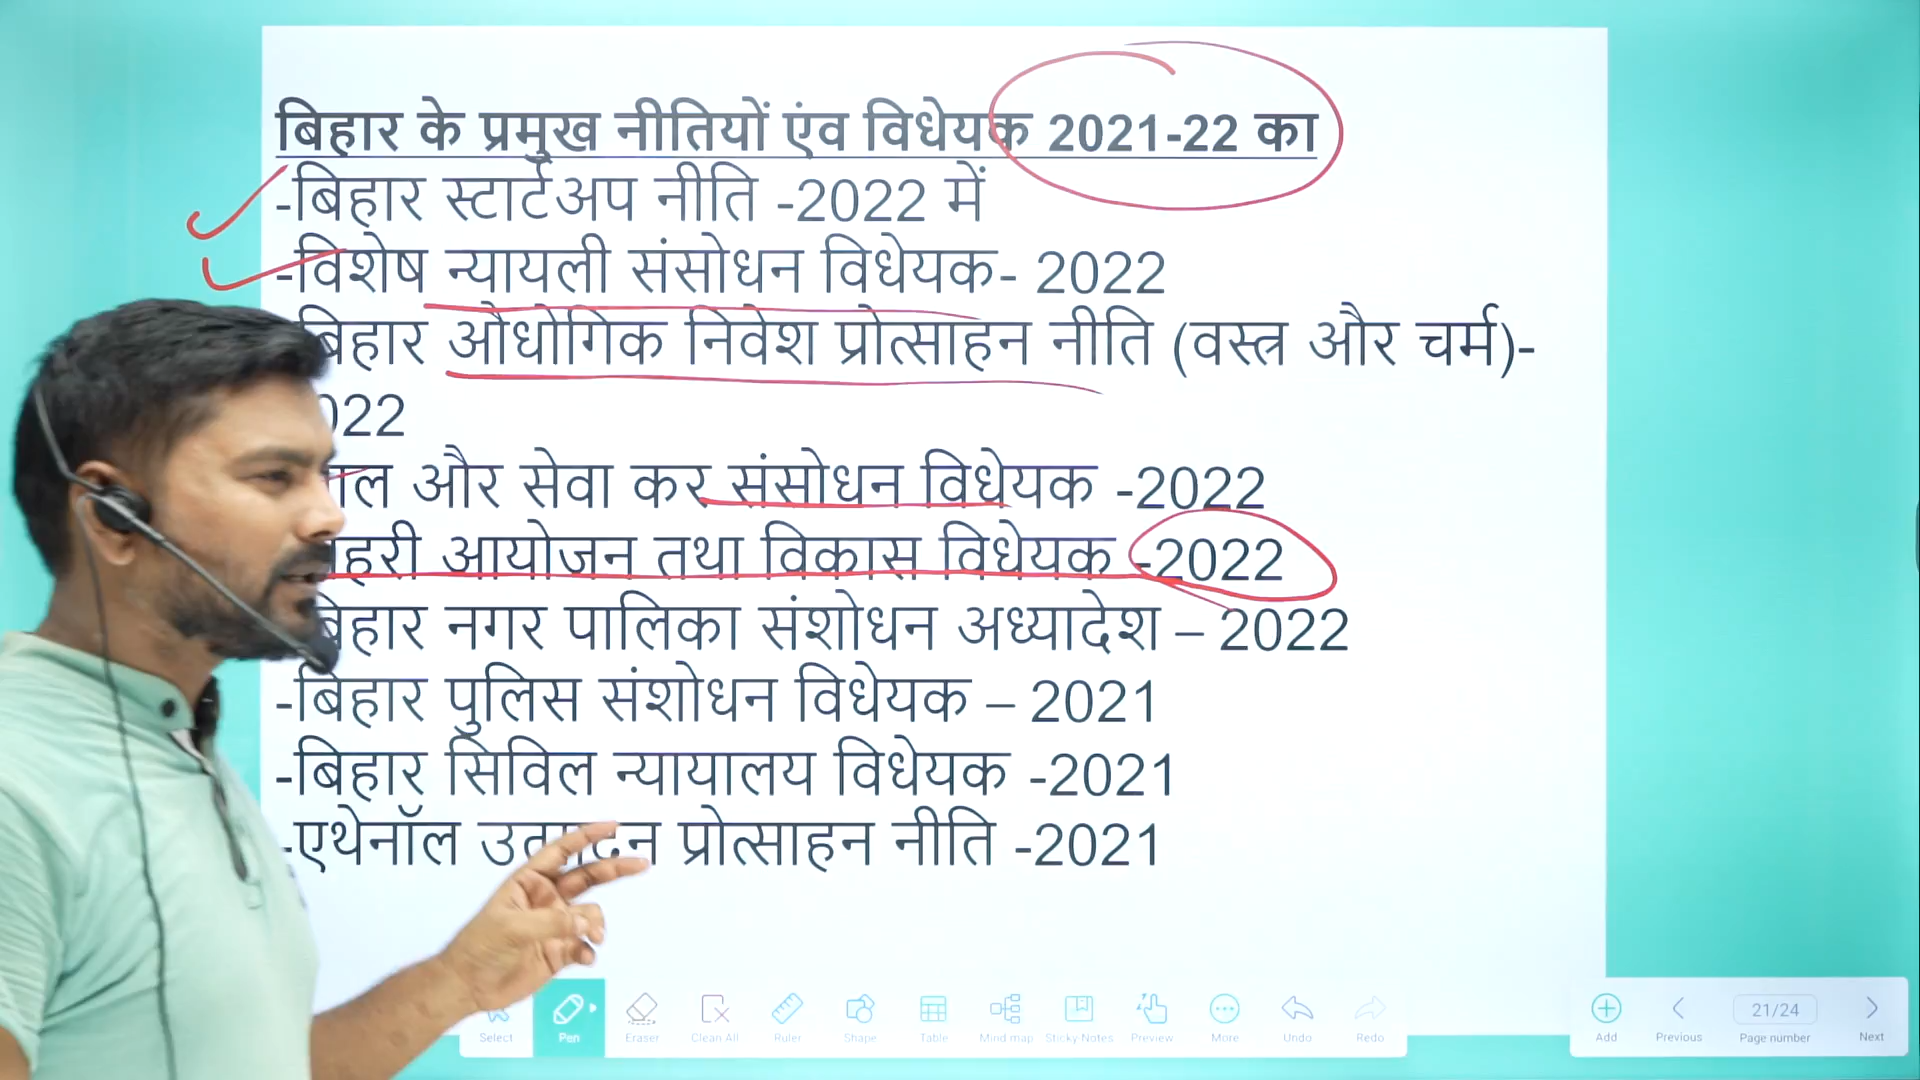 बिहार के प्रमुख नीतियों एंव विधेयक 2021-22 का
-बिहार स्टार्टअप नीति -2022 में
-विशेष न्यायली संसोधन विधेयक- 2022
बिहार औधोगिक निवेश प्रोत्साहन नीति (वस्त्र और चर्म)-
022
और सेवा कर संसोधन विधेयक -2022
आयोजन तथा विकास विधेयक -2022
बिहार नगर पालिका संशोधन अध्यादेश – 2022
-बिहार पुलिस संशोधन विधेयक – 2021
-बिहार सिविल न्यायालय विधेयक -2021
-एथेनॉल उत्पादन प्रोत्साहन नीति -2021
Select Pen Eraser Clean All Ruler Shape Table Mind map Sticky Notes Preview More Undo Redo
Add Previous 21/24 Page number Next